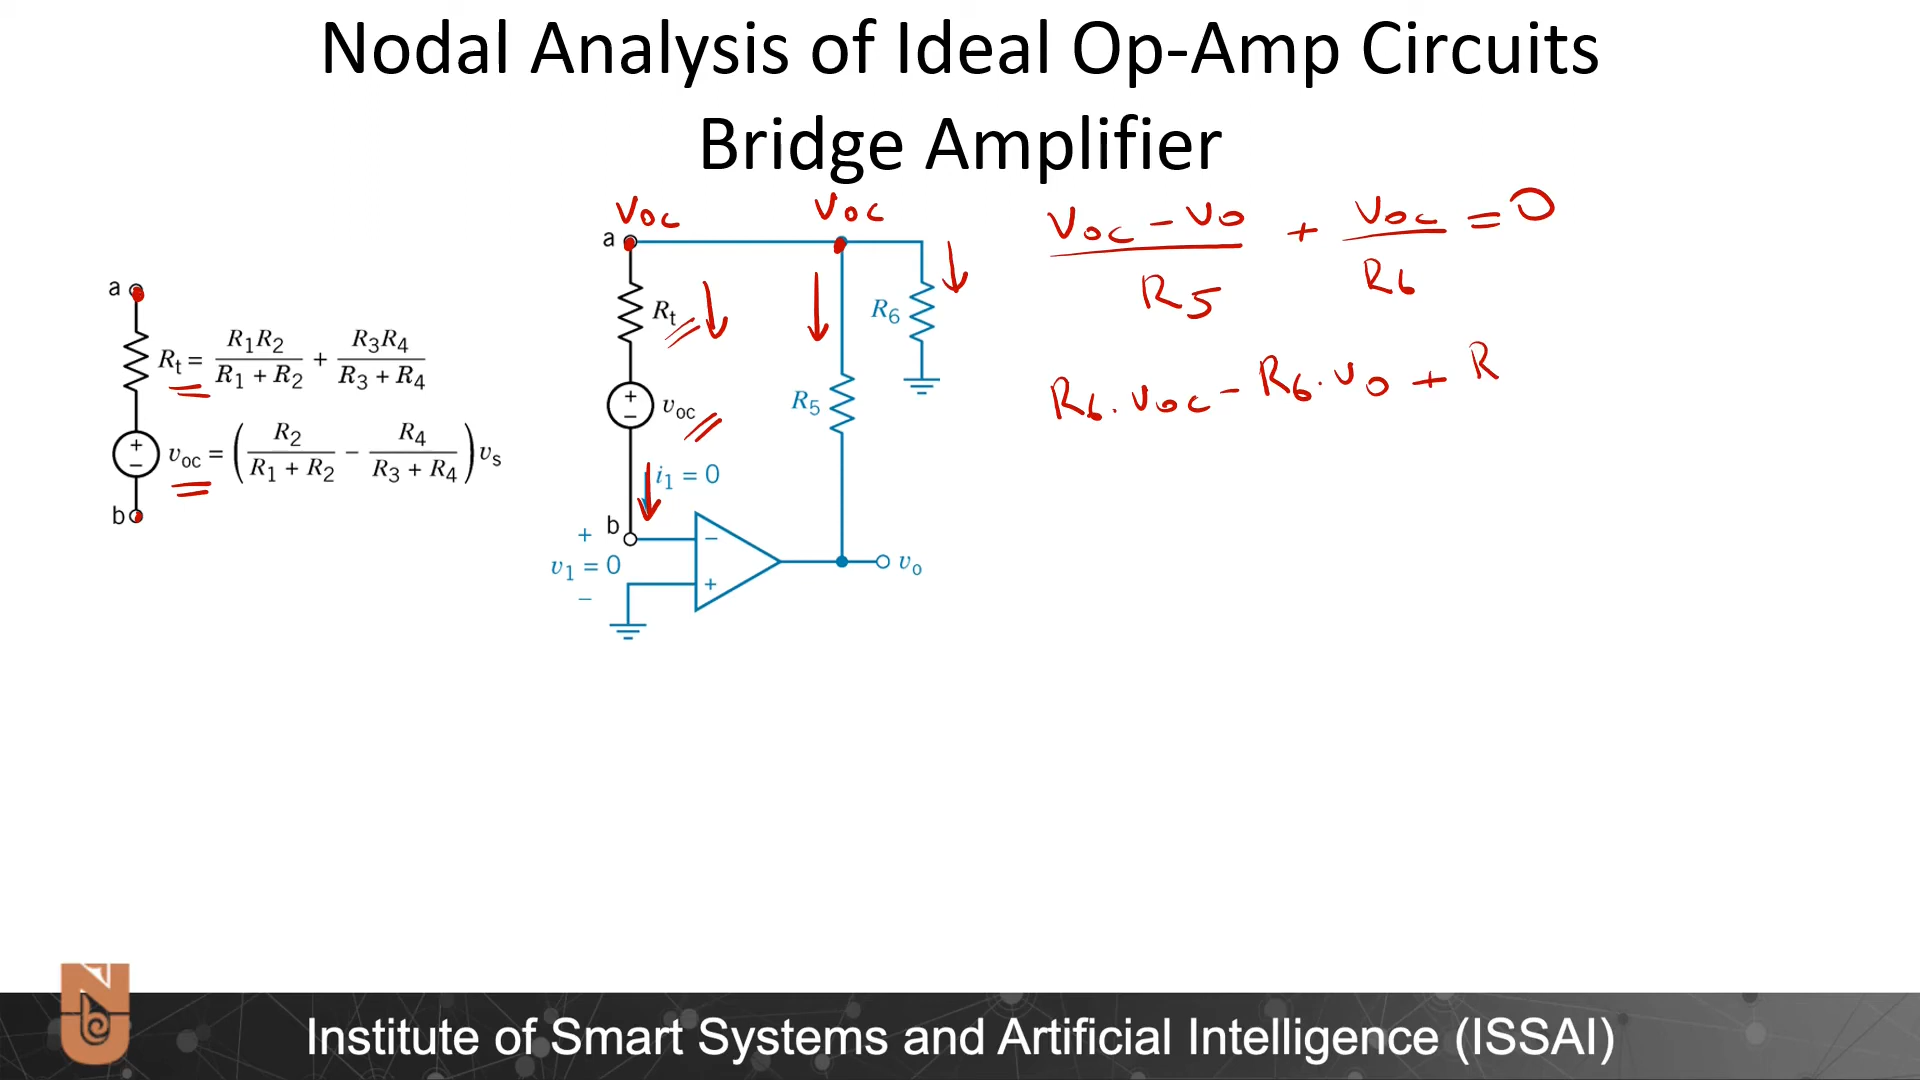 Nodal Analysis of Ideal Op-Amp Circuits
Bridge Amplifier
a
Rt = R1R2 / (R1 + R2) + R3R4 / (R3 + R4)
voc = ( R2 / (R1 + R2) − R4 / (R3 + R4) ) vs
b
Voc
Voc
a
Rt
R6
+
−
voc
R5
i1 = 0
b
+
v1 = 0
−
−
+
vo
(Voc − Vo) / R5 + Voc / R6 = 0
R6 . Voc − R6 . Vo + R
+
−
Institute of Smart Systems and Artificial Intelligence (ISSAI)